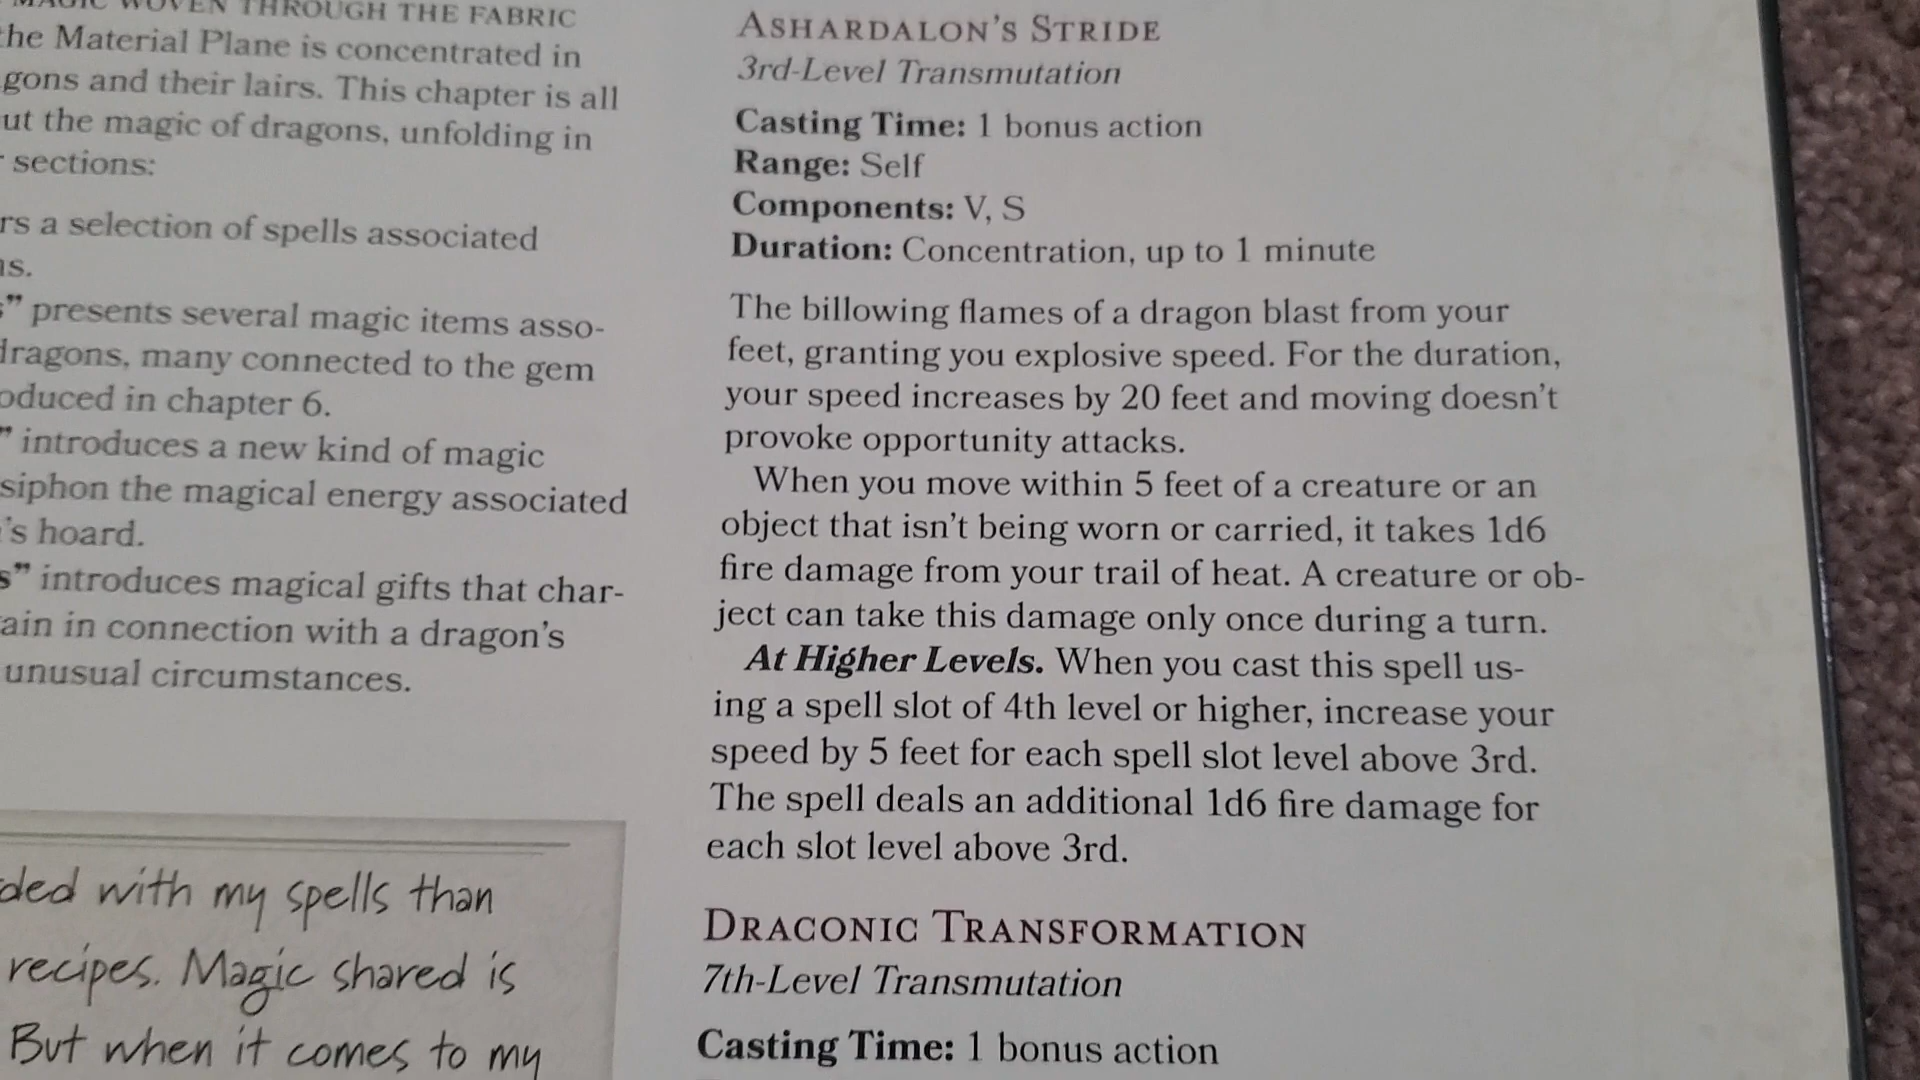 MAGIC WOVEN THROUGH THE FABRIC
the Material Plane is concentrated in
gons and their lairs. This chapter is all
ut the magic of dragons, unfolding in
sections:
rs a selection of spells associated
ns.
s” presents several magic items asso-
dragons, many connected to the gem
oduced in chapter 6.
” introduces a new kind of magic
siphon the magical energy associated
’s hoard.
s” introduces magical gifts that char-
ain in connection with a dragon’s
unusual circumstances.
ded with my spells than
recipes. Magic shared is
But when it comes to my
ASHARDALON’S STRIDE
3rd-Level Transmutation
Casting Time: 1 bonus action
Range: Self
Components: V, S
Duration: Concentration, up to 1 minute
The billowing flames of a dragon blast from your
feet, granting you explosive speed. For the duration,
your speed increases by 20 feet and moving doesn’t
provoke opportunity attacks.
When you move within 5 feet of a creature or an
object that isn’t being worn or carried, it takes 1d6
fire damage from your trail of heat. A creature or ob-
ject can take this damage only once during a turn.
At Higher Levels. When you cast this spell us-
ing a spell slot of 4th level or higher, increase your
speed by 5 feet for each spell slot level above 3rd.
The spell deals an additional 1d6 fire damage for
each slot level above 3rd.
DRACONIC TRANSFORMATION
7th-Level Transmutation
Casting Time: 1 bonus action